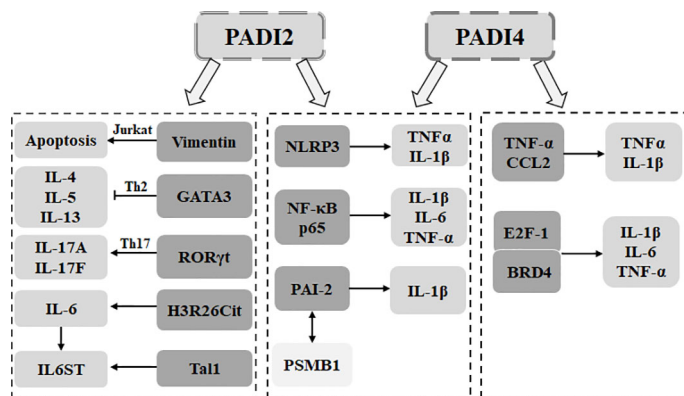 PADI2
PADI4
Apoptosis
Jurkat
Vimentin
IL-4
IL-5
IL-13
Th2
GATA3
IL-17A
IL-17F
Th17
RORγt
IL-6
H3R26Cit
IL6ST
Tal1
NLRP3
TNFα
IL-1β
NF-κB
p65
IL-1β
IL-6
TNF-α
PAI-2
IL-1β
PSMB1
TNF-α
CCL2
TNFα
IL-1β
E2F-1
BRD4
IL-1β
IL-6
TNF-α